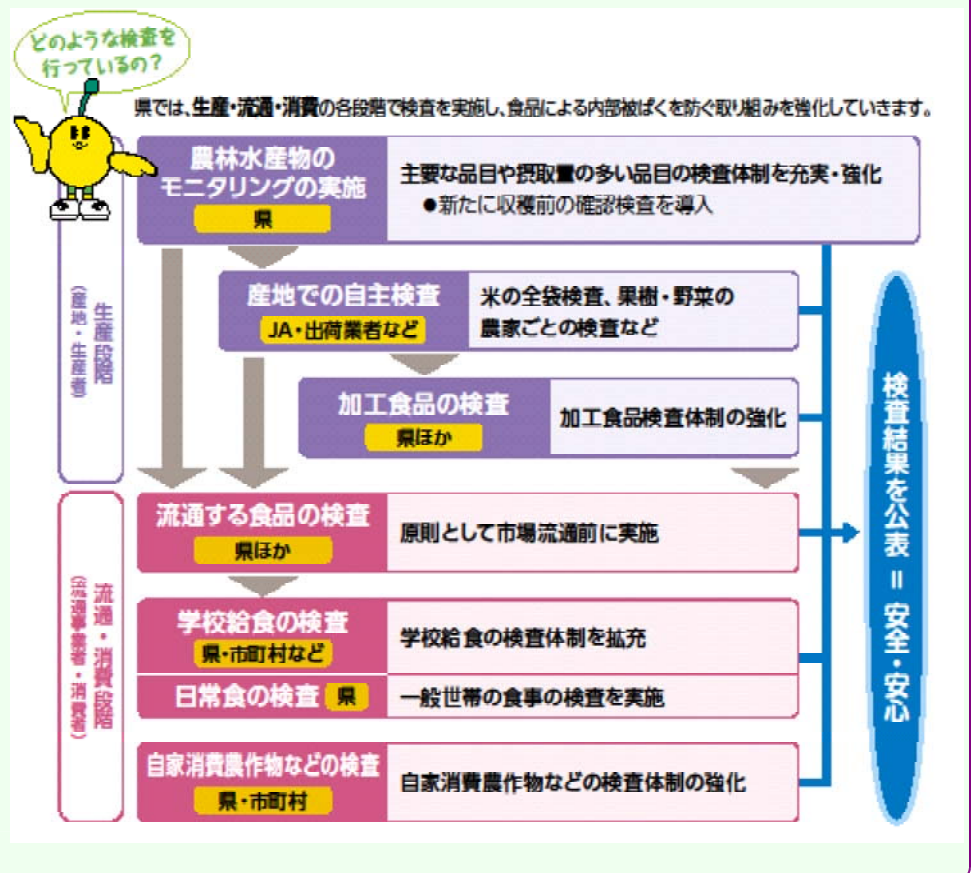 どのような検査を
行っているの？
県では、生産・流通・消費の各段階で検査を実施し、食品による内部被ばくを防ぐ取り組みを強化していきます。
生産段階
（産地・生産者）
農林水産物の
モニタリングの実施
県
主要な品目や摂取量の多い品目の検査体制を充実・強化
●新たに収穫前の確認検査を導入
産地での自主検査
JA・出荷業者など
米の全袋検査、果樹・野菜の
農家ごとの検査など
加工食品の検査
県ほか
加工食品検査体制の強化
流通・消費段階
（流通事業者・消費者）
流通する食品の検査
県ほか
原則として市場流通前に実施
学校給食の検査
県・市町村など
学校給食の検査体制を拡充
日常食の検査 県
一般世帯の食事の検査を実施
自家消費農作物などの検査
県・市町村
自家消費農作物などの検査体制の強化
検査結果を公表＝安全・安心